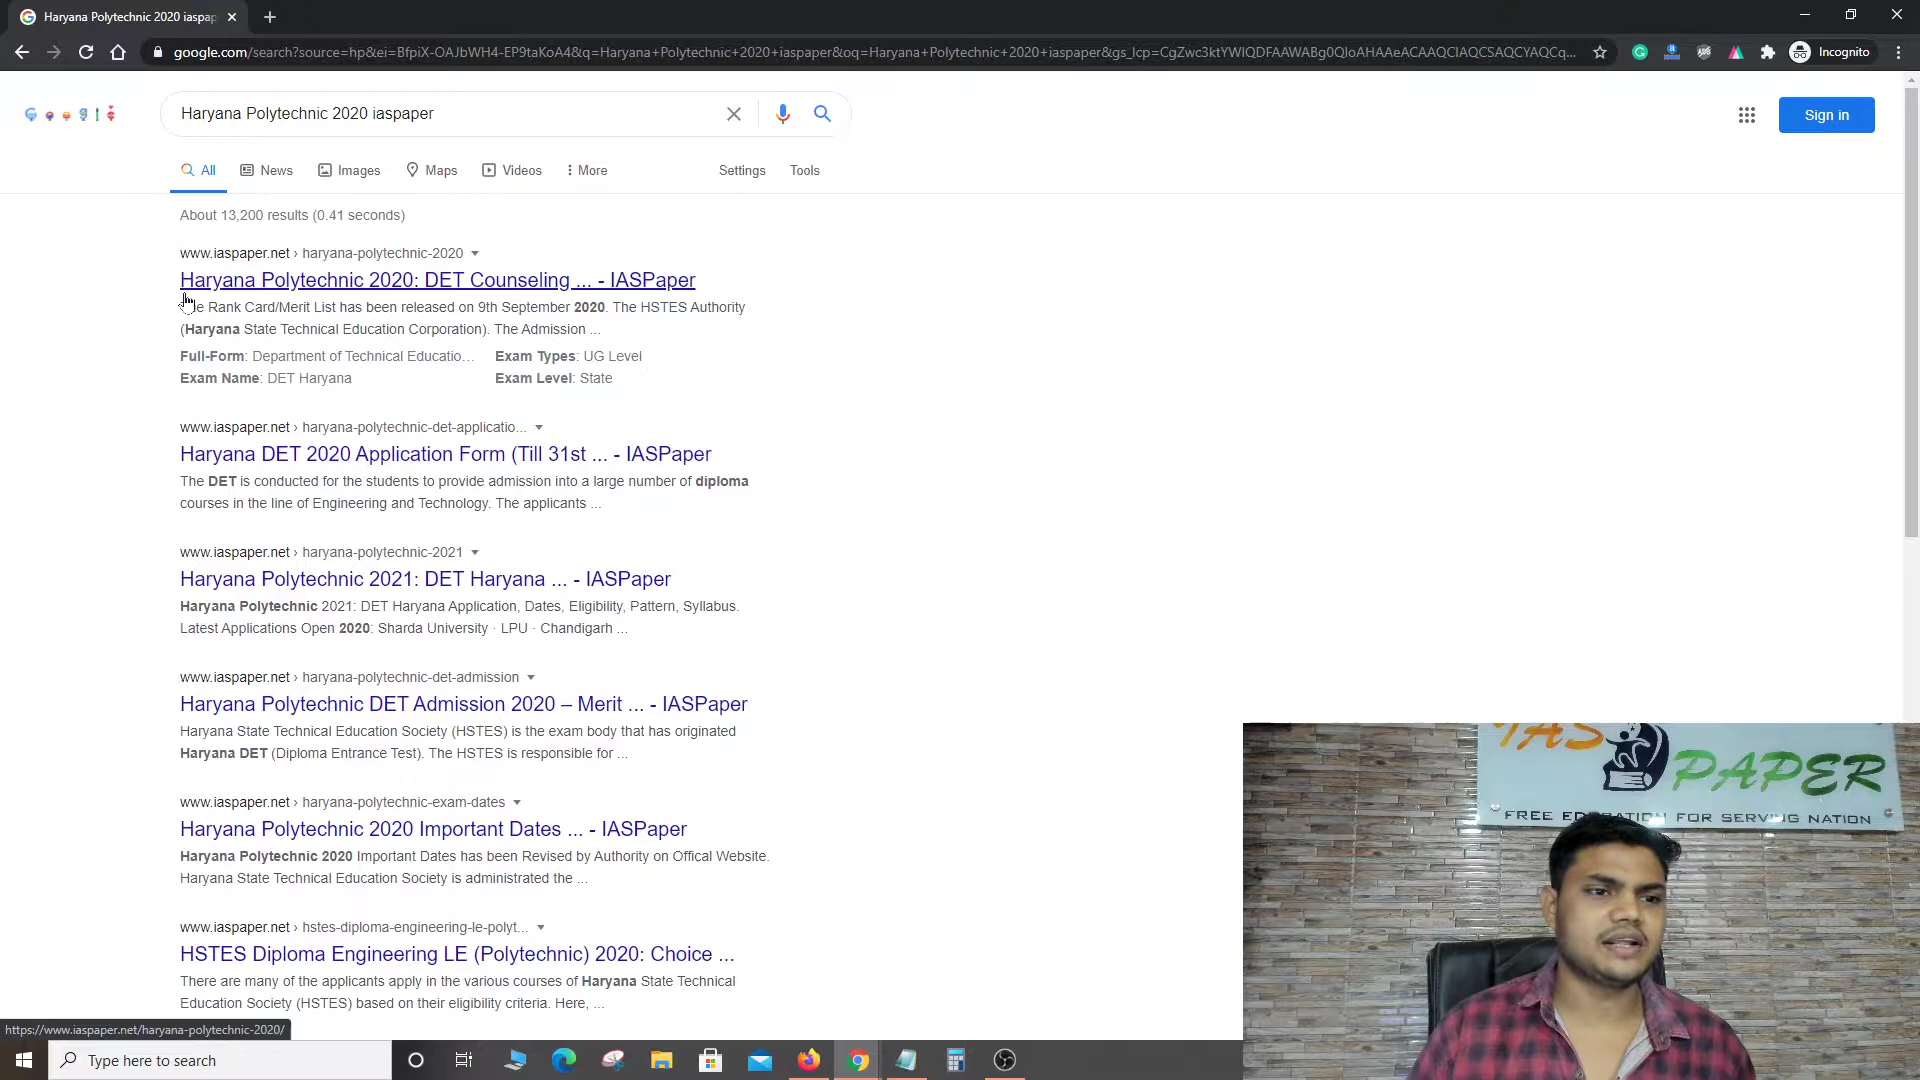 Haryana Polytechnic 2020 iaspap
google.com/search?source=hp&ei=BfpiX-OAJbWH4-EP9taKoA4&q=Haryana+Polytechnic+2020+iaspaper&oq=Haryana+Polytechnic+2020+iaspaper&gs_lcp=CgZwc3ktYWIQDFAAWABg0QloAHAAeACAAQCIAQCSAQCYAQCq...
Incognito
Google
Haryana Polytechnic 2020 iaspaper
Sign in
All News Images Maps Videos More Settings Tools
About 13,200 results (0.41 seconds)
www.iaspaper.net › haryana-polytechnic-2020
Haryana Polytechnic 2020: DET Counseling ... - IASPaper
Rank Card/Merit List has been released on 9th September 2020. The HSTES Authority
(Haryana State Technical Education Corporation). The Admission ...
Full-Form: Department of Technical Educatio... Exam Types: UG Level
Exam Name: DET Haryana Exam Level: State
www.iaspaper.net › haryana-polytechnic-det-applicatio...
Haryana DET 2020 Application Form (Till 31st ... - IASPaper
The DET is conducted for the students to provide admission into a large number of diploma
courses in the line of Engineering and Technology. The applicants ...
www.iaspaper.net › haryana-polytechnic-2021
Haryana Polytechnic 2021: DET Haryana ... - IASPaper
Haryana Polytechnic 2021: DET Haryana Application, Dates, Eligibility, Pattern, Syllabus.
Latest Applications Open 2020: Sharda University · LPU · Chandigarh ...
www.iaspaper.net › haryana-polytechnic-det-admission
Haryana Polytechnic DET Admission 2020 – Merit ... - IASPaper
Haryana State Technical Education Society (HSTES) is the exam body that has originated
Haryana DET (Diploma Entrance Test). The HSTES is responsible for ...
www.iaspaper.net › haryana-polytechnic-exam-dates
Haryana Polytechnic 2020 Important Dates ... - IASPaper
Haryana Polytechnic 2020 Important Dates has been Revised by Authority on Offical Website.
Haryana State Technical Education Society is administrated the ...
www.iaspaper.net › hstes-diploma-engineering-le-polyt...
HSTES Diploma Engineering LE (Polytechnic) 2020: Choice ...
There are many of the applicants apply in the various courses of Haryana State Technical
Education Society (HSTES) based on their eligibility criteria. Here, ...
IAS PAPER
FREE EDUCATION FOR SERVING NATION
https://www.iaspaper.net/haryana-polytechnic-2020/
Type here to search